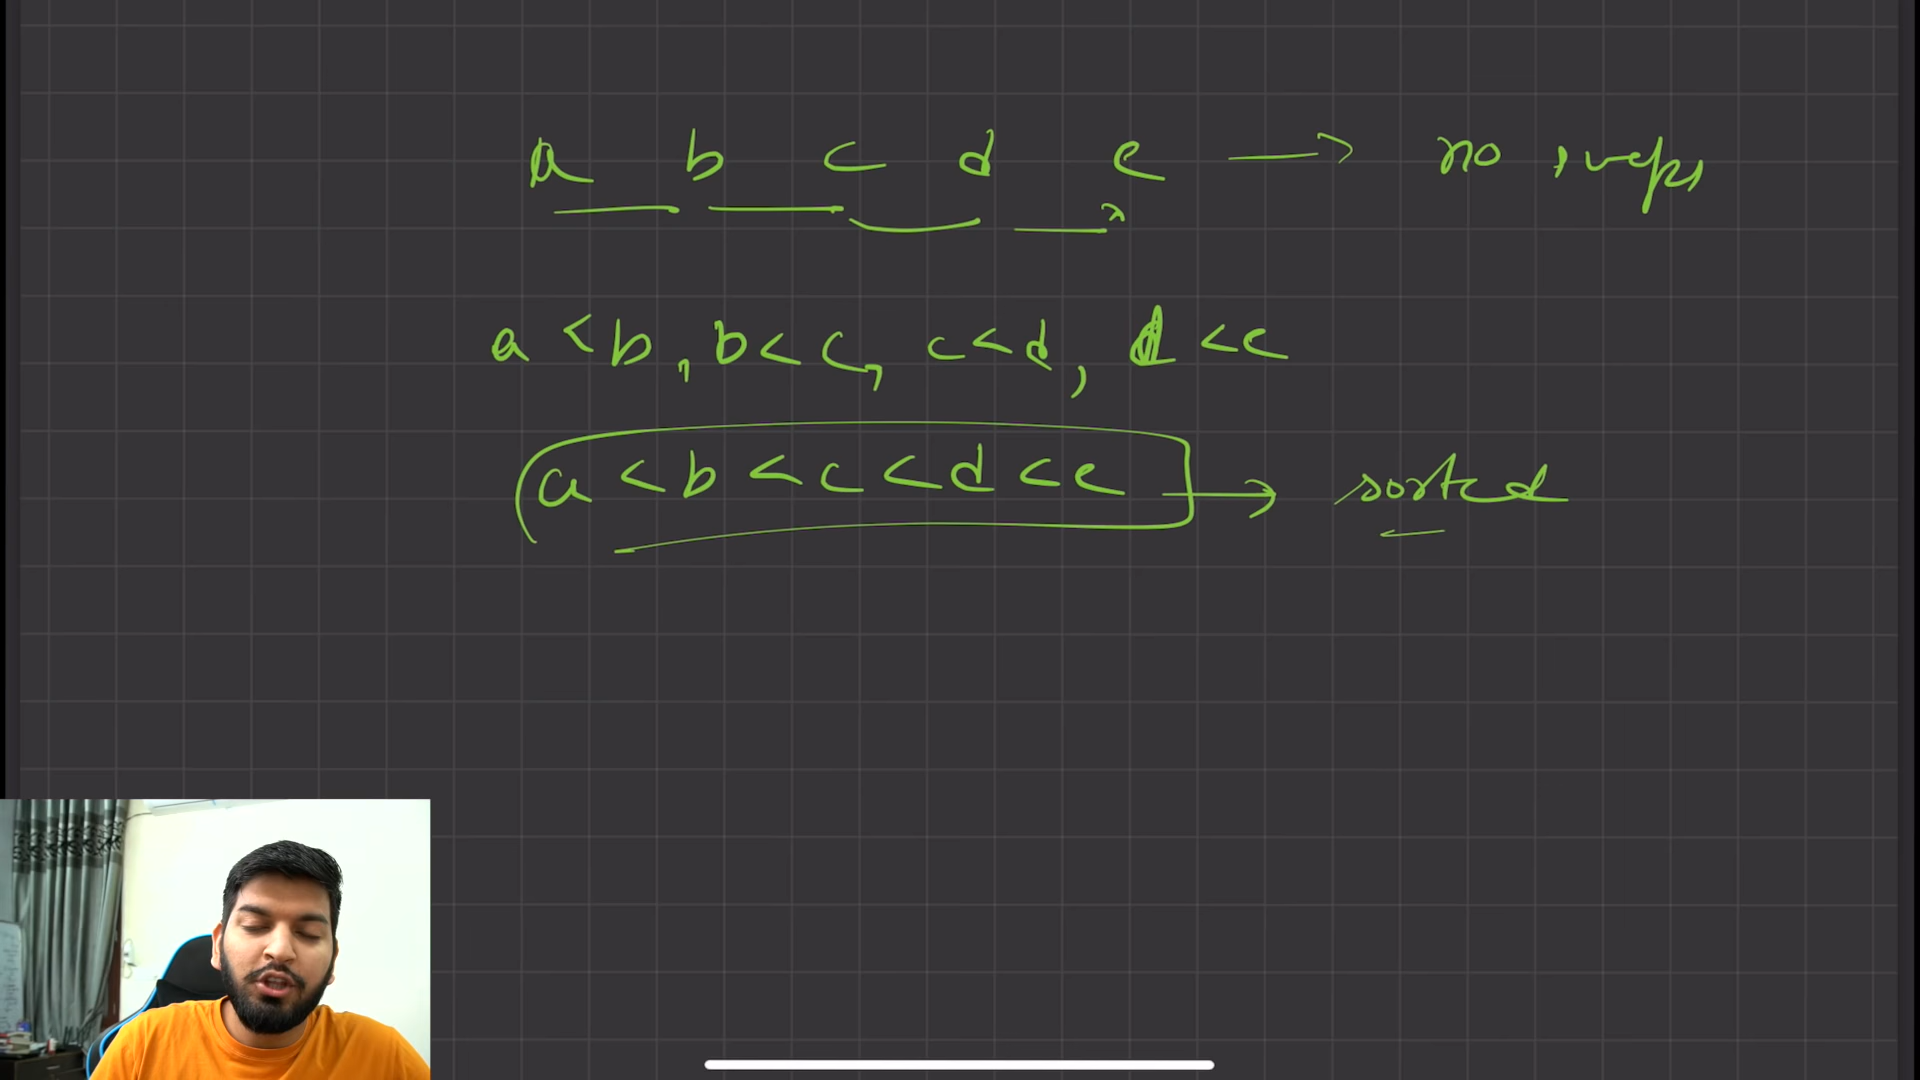 a b c d e → no swaps
a < b, b < c, c < d, d < e
a < b < c < d < e → sorted